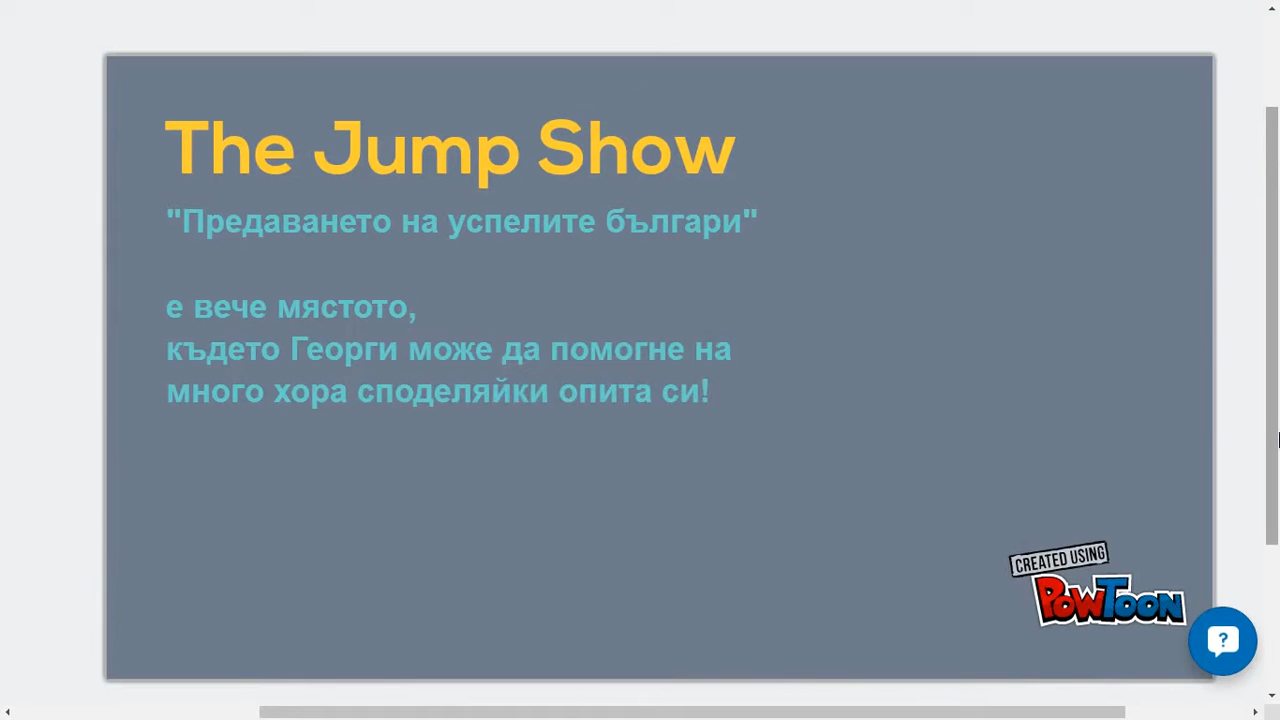 The Jump Show
"Предаването на успелите българи"
е вече мястото,
където Георги може да помогне на
много хора споделяйки опита си!
CREATED USING
POWTOON
?